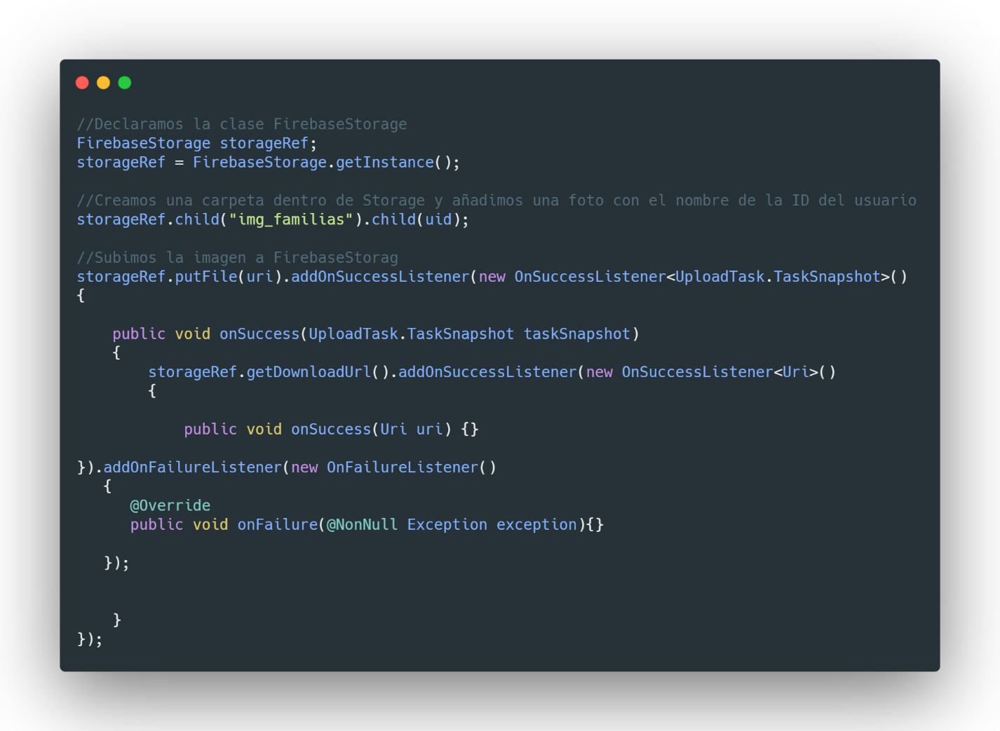 //Declaramos la clase FirebaseStorage
FirebaseStorage storageRef;
storageRef = FirebaseStorage.getInstance();
//Creamos una carpeta dentro de Storage y añadimos una foto con el nombre de la ID del usuario
storageRef.child("img_familias").child(uid);
//Subimos la imagen a FirebaseStorag
storageRef.putFile(uri).addOnSuccessListener(new OnSuccessListener<UploadTask.TaskSnapshot>()
{
public void onSuccess(UploadTask.TaskSnapshot taskSnapshot)
{
storageRef.getDownloadUrl().addOnSuccessListener(new OnSuccessListener<Uri>()
{
public void onSuccess(Uri uri) {}
}).addOnFailureListener(new OnFailureListener()
{
@Override
public void onFailure(@NonNull Exception exception){}
});
}
});